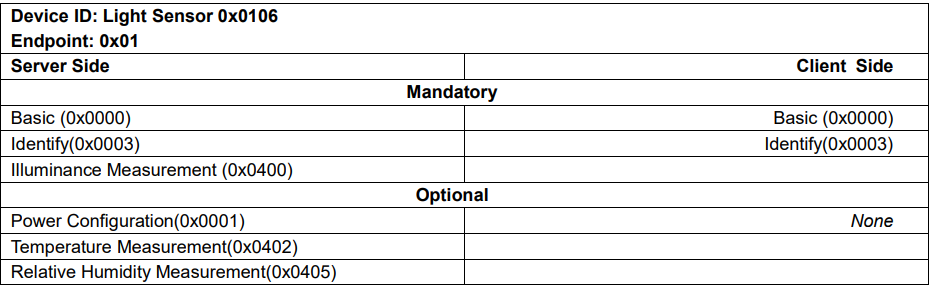 Device ID: Light Sensor 0x0106
Endpoint: 0x01
Server Side Client Side
Mandatory
Basic (0x0000) Basic (0x0000)
Identify(0x0003) Identify(0x0003)
Illuminance Measurement (0x0400)
Optional
Power Configuration(0x0001) None
Temperature Measurement(0x0402)
Relative Humidity Measurement(0x0405)